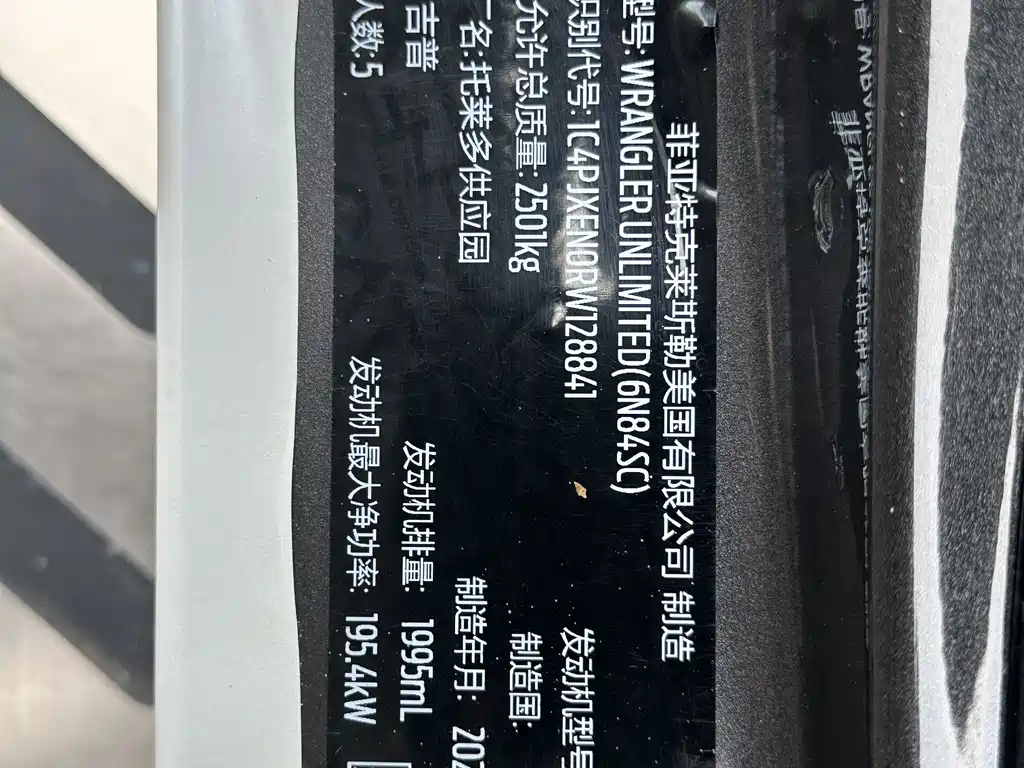 菲亚特克莱斯勒美国有限公司 制造
型号: WRANGLER UNLIMITED(6N84SC)
识别代号: 1C4PJXEN0RW128841 发动机型号
允许总质量: 2501kg 制造国:
厂名: 托莱多供应园 制造年月: 202
吉普 发动机排量: 1995mL
人数: 5 发动机最大净功率: 195.4kW